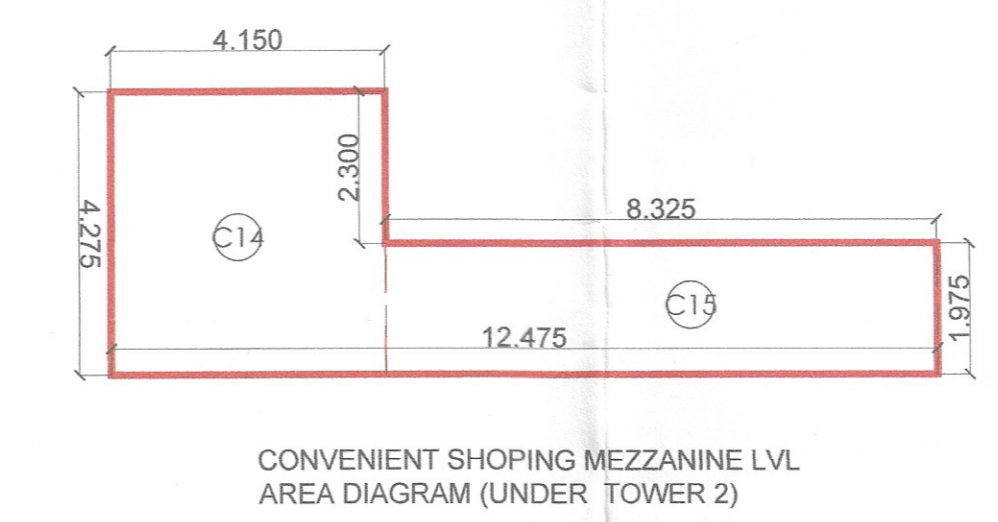 4.150
2.300
4.275
C14
8.325
C15
1.975
12.475
CONVENIENT SHOPING MEZZANINE LVL
AREA DIAGRAM (UNDER TOWER 2)